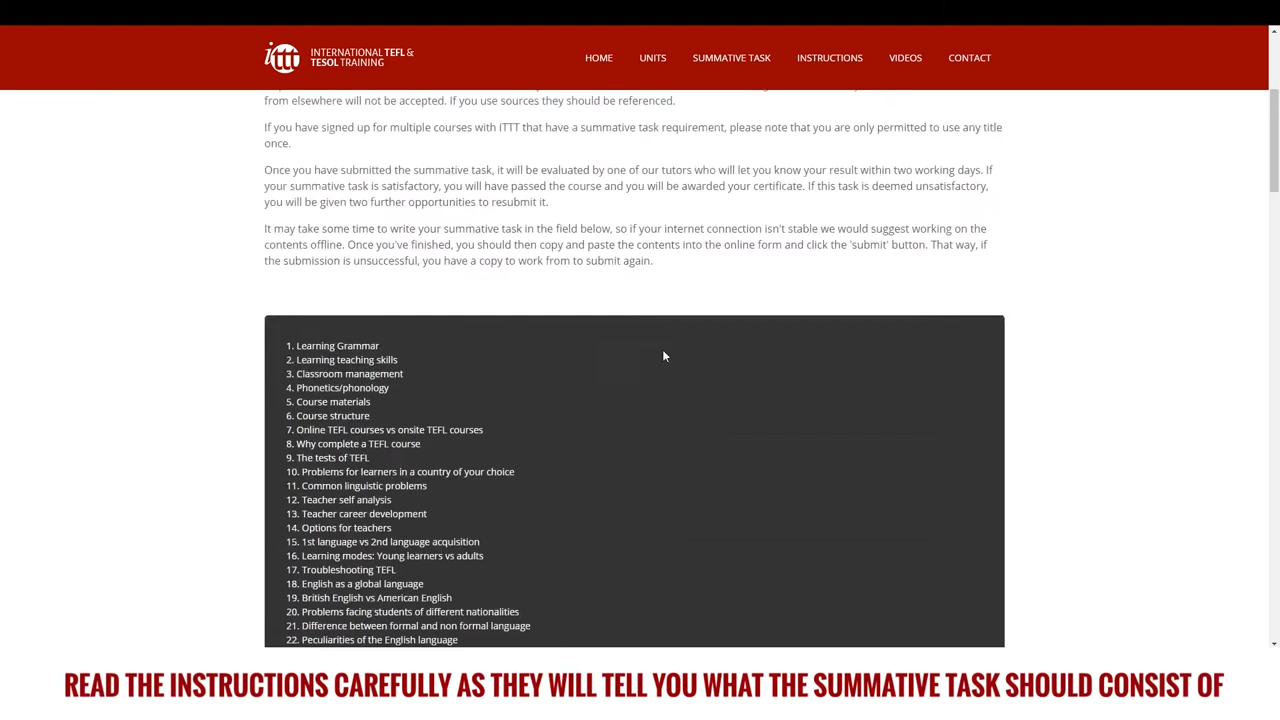 ittt
INTERNATIONAL TEFL &
TESOL TRAINING
HOME UNITS SUMMATIVE TASK INSTRUCTIONS VIDEOS CONTACT
from elsewhere will not be accepted. If you use sources they should be referenced.
If you have signed up for multiple courses with ITTT that have a summative task requirement, please note that you are only permitted to use any title
once.
Once you have submitted the summative task, it will be evaluated by one of our tutors who will let you know your result within two working days. If
your summative task is satisfactory, you will have passed the course and you will be awarded your certificate. If this task is deemed unsatisfactory,
you will be given two further opportunities to resubmit it.
It may take some time to write your summative task in the field below, so if your internet connection isn't stable we would suggest working on the
contents offline. Once you've finished, you should then copy and paste the contents into the online form and click the 'submit' button. That way, if
the submission is unsuccessful, you have a copy to work from to submit again.
1. Learning Grammar
2. Learning teaching skills
3. Classroom management
4. Phonetics/phonology
5. Course materials
6. Course structure
7. Online TEFL courses vs onsite TEFL courses
8. Why complete a TEFL course
9. The tests of TEFL
10. Problems for learners in a country of your choice
11. Common linguistic problems
12. Teacher self analysis
13. Teacher career development
14. Options for teachers
15. 1st language vs 2nd language acquisition
16. Learning modes: Young learners vs adults
17. Troubleshooting TEFL
18. English as a global language
19. British English vs American English
20. Problems facing students of different nationalities
21. Difference between formal and non formal language
22. Peculiarities of the English language
READ THE INSTRUCTIONS CAREFULLY AS THEY WILL TELL YOU WHAT THE SUMMATIVE TASK SHOULD CONSIST OF